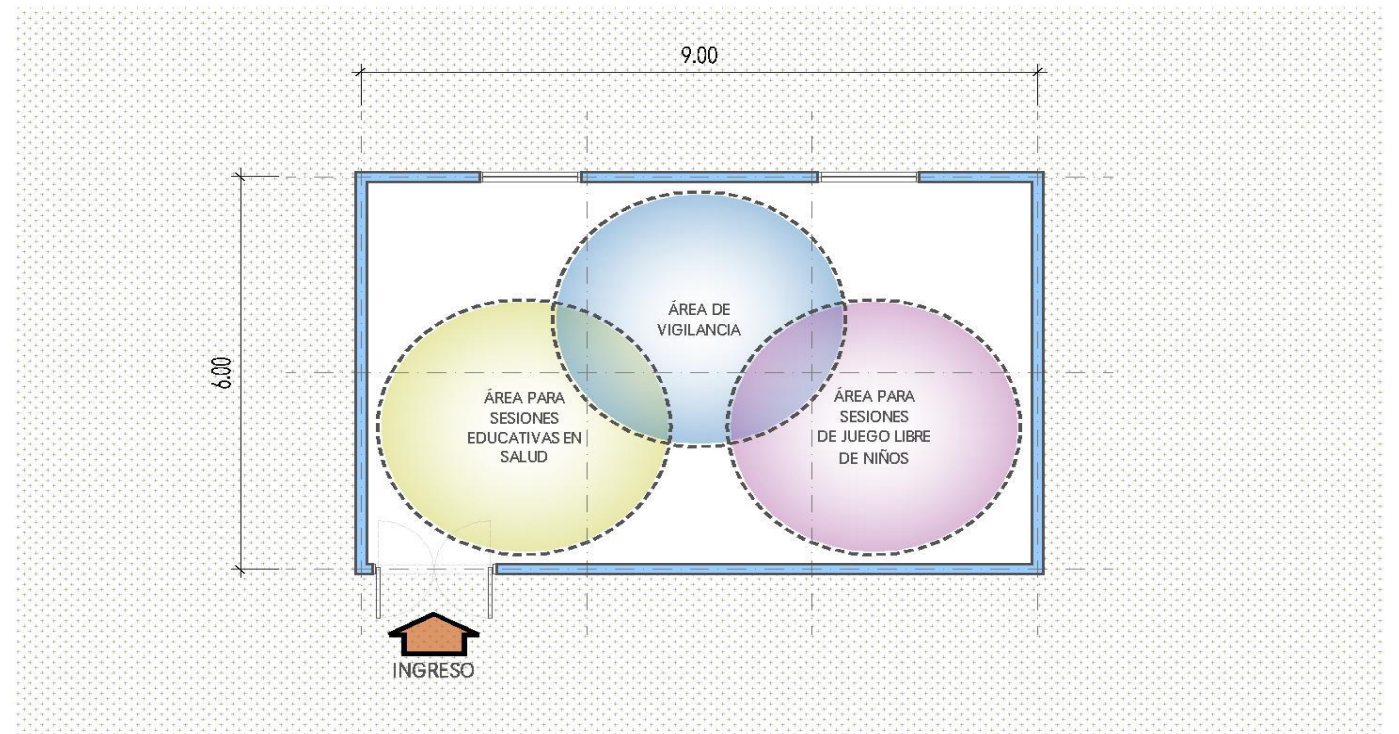 9.00
6.00
ÁREA DE
VIGILANCIA
ÁREA PARA
SESIONES
EDUCATIVAS EN
SALUD
ÁREA PARA
SESIONES
DE JUEGO LIBRE
DE NIÑOS
INGRESO